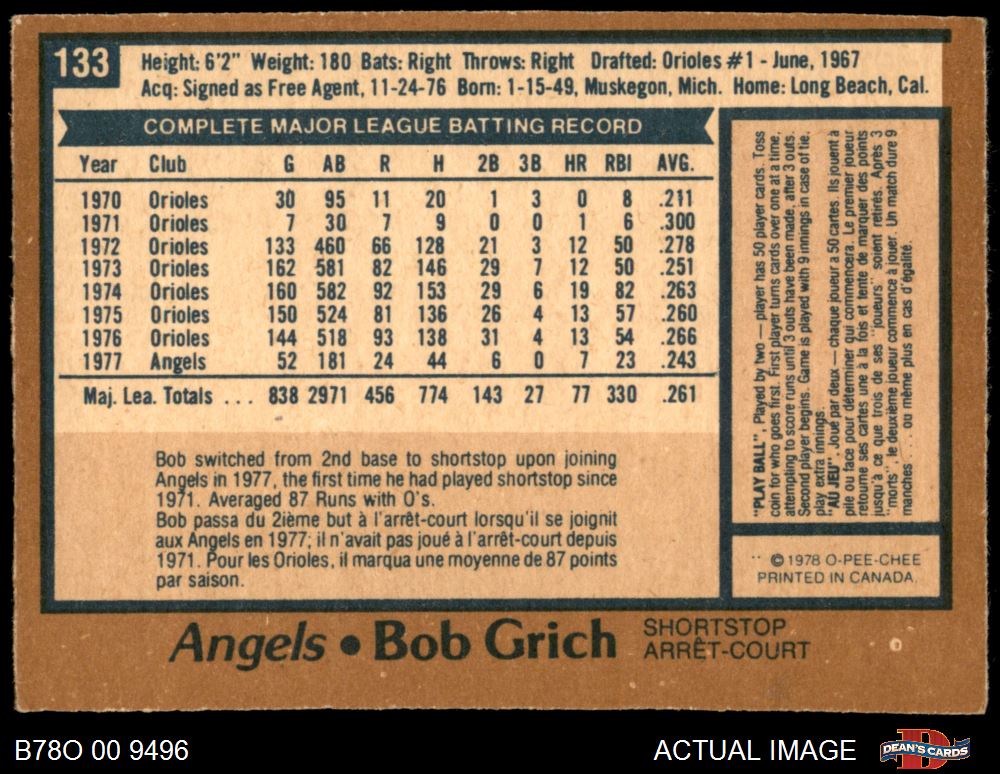 133
Height: 6'2" Weight: 180 Bats: Right Throws: Right Drafted: Orioles #1 - June, 1967
Acq: Signed as Free Agent, 11-24-76 Born: 1-15-49, Muskegon, Mich. Home: Long Beach, Cal.
COMPLETE MAJOR LEAGUE BATTING RECORD
Year Club G AB R H 2B 3B HR RBI AVG.
1970 Orioles 30 95 11 20 1 3 0 8 .211
1971 Orioles 7 30 7 9 0 0 1 6 .300
1972 Orioles 133 460 66 128 21 3 12 50 .278
1973 Orioles 162 581 82 146 29 7 12 50 .251
1974 Orioles 160 582 92 153 29 6 19 82 .263
1975 Orioles 150 524 81 136 26 4 13 57 .260
1976 Orioles 144 518 93 138 31 4 13 54 .266
1977 Angels 52 181 24 44 6 0 7 23 .243
Maj. Lea. Totals . . . 838 2971 456 774 143 27 77 330 .261
Bob switched from 2nd base to shortstop upon joining
Angels in 1977, the first time he had played shortstop since
1971. Averaged 87 Runs with O's.
Bob passa du 2ième but à l'arrêt-court lorsqu'il se joignit
aux Angels en 1977; il n'avait pas joué à l'arrêt-court depuis
1971. Pour les Orioles, il marqua une moyenne de 87 points
par saison.
"PLAY BALL", Played by two — player has 50 player cards. Toss
coin for who goes first. First player turns cards over one at a time,
attempting to score runs until 3 outs have been made, after 3 outs.
Second player begins. Game is played with 9 innings in case of tie,
play extra innings.
"AU JEU". Joué par deux — chaque joueur a 50 cartes. Ils jouent à
pile ou face pour déterminer qui commencera. Le premier joueur
retourne ses cartes une à la fois et tente de marquer des points
jusqu'à ce que trois de ses "joueurs" soient retirés. Après 3
"morts", le deuxième joueur commence à jouer. Un match dure 9
manches . . . ou même plus en cas d'égalité.
© 1978 O-PEE-CHEE
PRINTED IN CANADA.
Angels • Bob Grich SHORTSTOP
ARRÊT-COURT
B78O 00 9496
ACTUAL IMAGE
DEAN'S CARDS